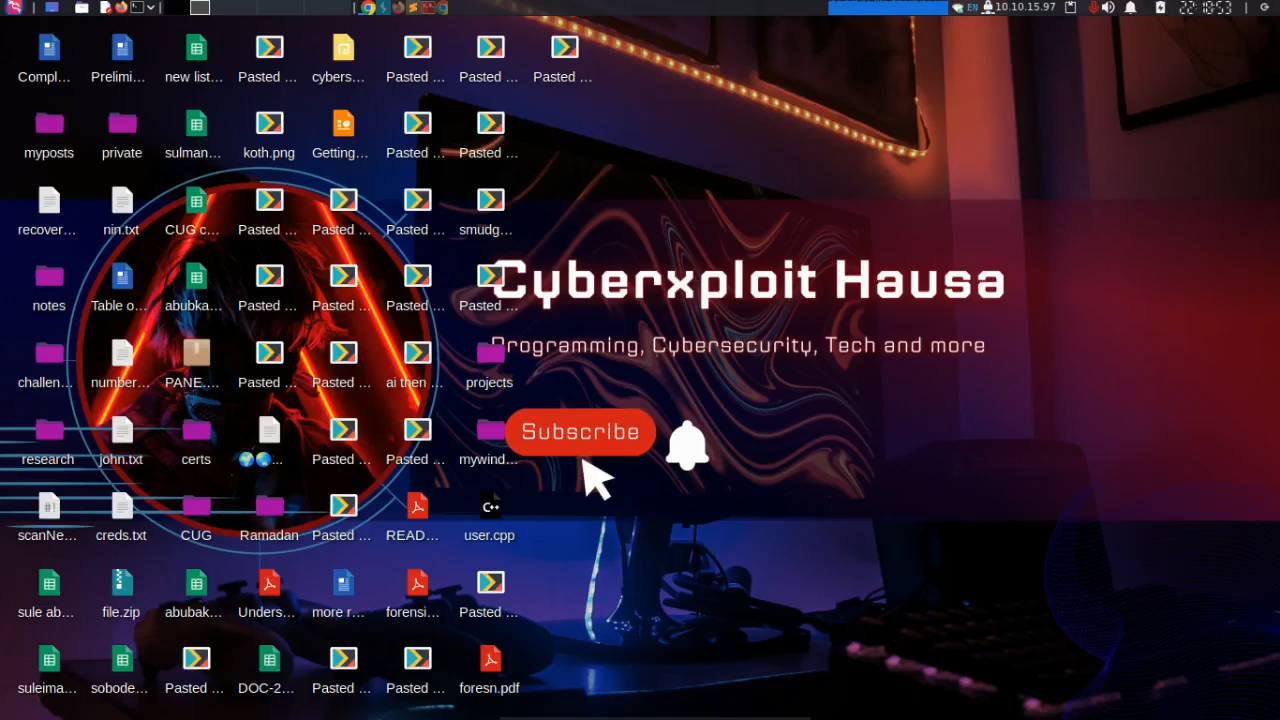 EN 10.10.15.97 22:10:53
Compl... Prelimi... new list... Pasted ... cybers... Pasted ... Pasted ... Pasted ...
myposts private sulman... koth.png Getting... Pasted ... Pasted ...
recover... nin.txt CUG c... Pasted ... Pasted ... Pasted ... smudg...
notes Table o... abubka... Pasted ... Pasted ... Pasted ... Pasted ...
Cyberxploit Hausa
Programming, Cybersecurity, Tech and more
challen... number... PANE.... Pasted ... Pasted ... ai then ... projects
Subscribe
research john.txt certs 🌍🌏... Pasted ... Pasted ... mywind...
#!
C++
scanNe... creds.txt CUG Ramadan Pasted ... READ... user.cpp
sule ab... file.zip abubak... Unders... more r... forensi... Pasted ...
suleima... sobode... Pasted ... DOC-2... Pasted ... Pasted ... foresn.pdf